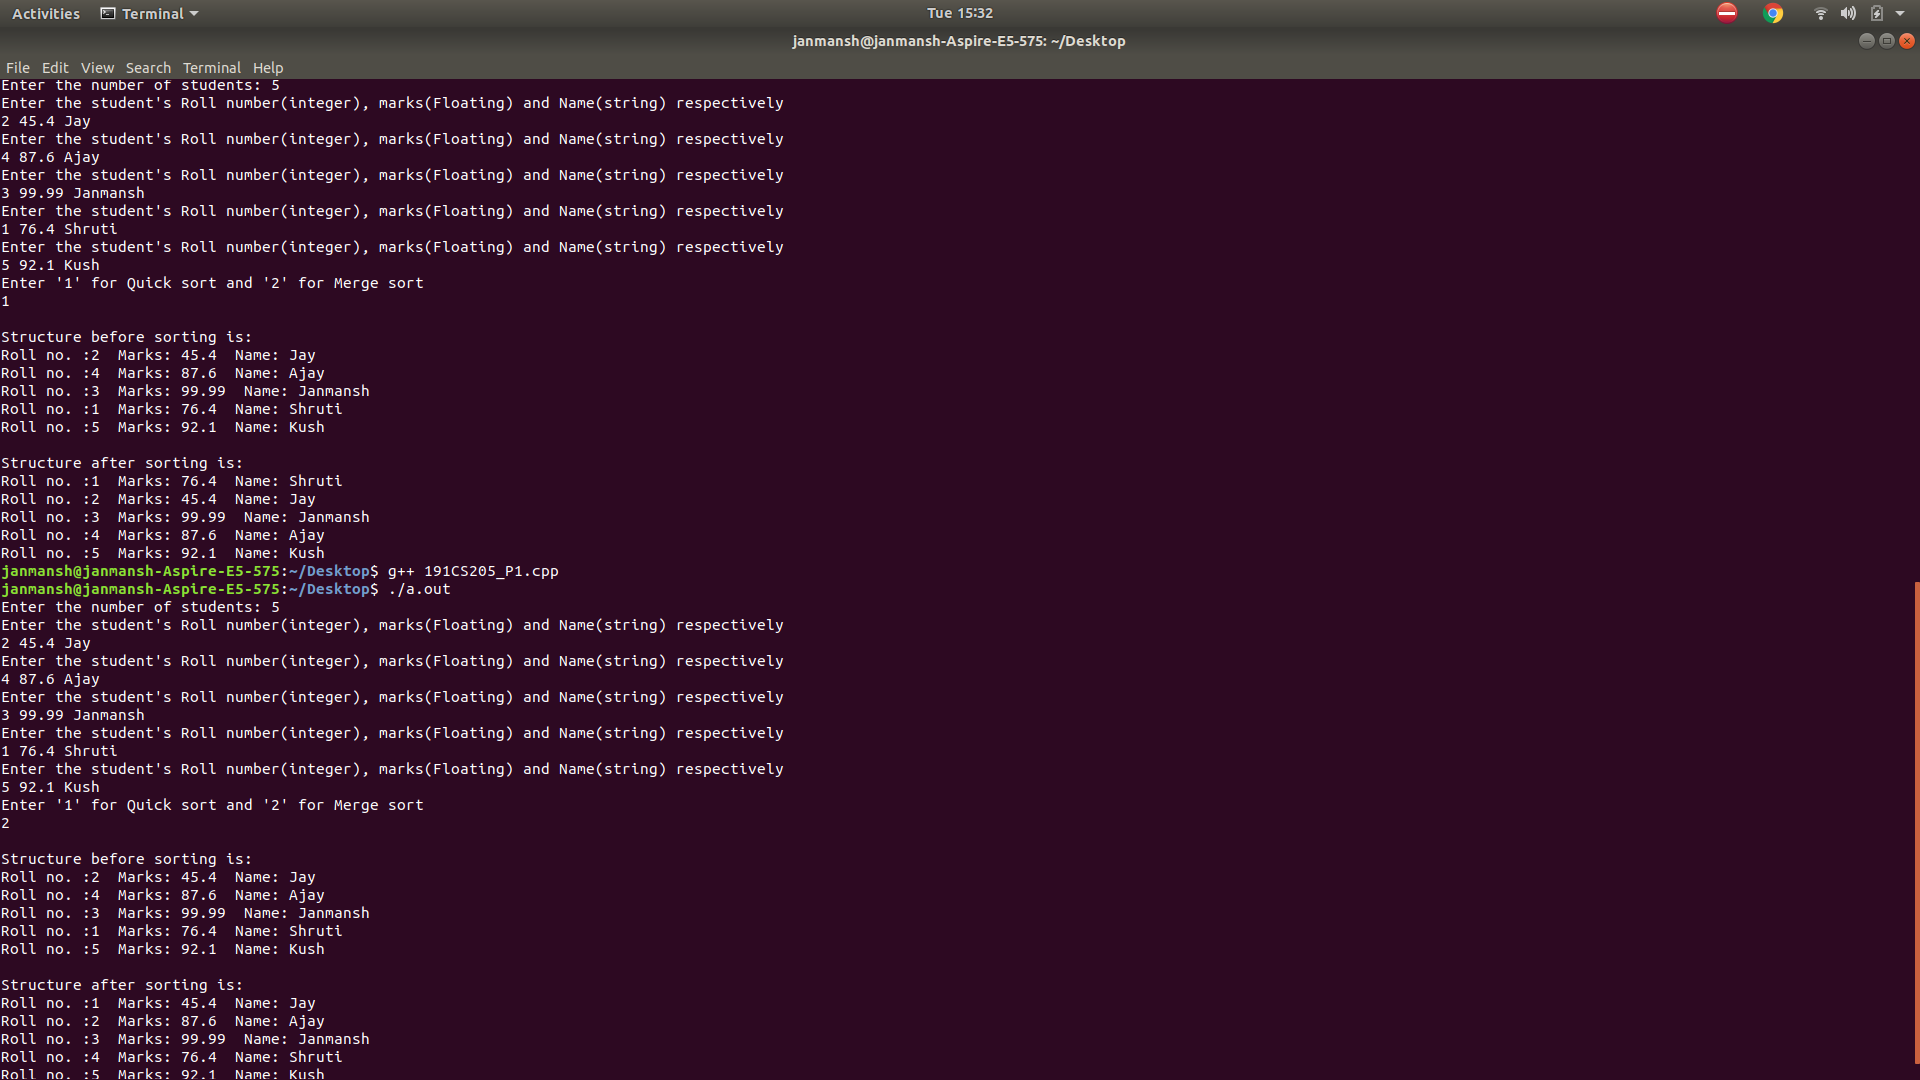 Activities Terminal Tue 15:32
janmansh@janmansh-Aspire-E5-575: ~/Desktop
File Edit View Search Terminal Help
Enter the number of students: 5
Enter the student's Roll number(integer), marks(Floating) and Name(string) respectively
2 45.4 Jay
Enter the student's Roll number(integer), marks(Floating) and Name(string) respectively
4 87.6 Ajay
Enter the student's Roll number(integer), marks(Floating) and Name(string) respectively
3 99.99 Janmansh
Enter the student's Roll number(integer), marks(Floating) and Name(string) respectively
1 76.4 Shruti
Enter the student's Roll number(integer), marks(Floating) and Name(string) respectively
5 92.1 Kush
Enter '1' for Quick sort and '2' for Merge sort
1
Structure before sorting is:
Roll no. :2  Marks: 45.4  Name: Jay
Roll no. :4  Marks: 87.6  Name: Ajay
Roll no. :3  Marks: 99.99  Name: Janmansh
Roll no. :1  Marks: 76.4  Name: Shruti
Roll no. :5  Marks: 92.1  Name: Kush
Structure after sorting is:
Roll no. :1  Marks: 76.4  Name: Shruti
Roll no. :2  Marks: 45.4  Name: Jay
Roll no. :3  Marks: 99.99  Name: Janmansh
Roll no. :4  Marks: 87.6  Name: Ajay
Roll no. :5  Marks: 92.1  Name: Kush
janmansh@janmansh-Aspire-E5-575:~/Desktop$ g++ 191CS205_P1.cpp
janmansh@janmansh-Aspire-E5-575:~/Desktop$ ./a.out
Enter the number of students: 5
Enter the student's Roll number(integer), marks(Floating) and Name(string) respectively
2 45.4 Jay
Enter the student's Roll number(integer), marks(Floating) and Name(string) respectively
4 87.6 Ajay
Enter the student's Roll number(integer), marks(Floating) and Name(string) respectively
3 99.99 Janmansh
Enter the student's Roll number(integer), marks(Floating) and Name(string) respectively
1 76.4 Shruti
Enter the student's Roll number(integer), marks(Floating) and Name(string) respectively
5 92.1 Kush
Enter '1' for Quick sort and '2' for Merge sort
2
Structure before sorting is:
Roll no. :2  Marks: 45.4  Name: Jay
Roll no. :4  Marks: 87.6  Name: Ajay
Roll no. :3  Marks: 99.99  Name: Janmansh
Roll no. :1  Marks: 76.4  Name: Shruti
Roll no. :5  Marks: 92.1  Name: Kush
Structure after sorting is:
Roll no. :1  Marks: 45.4  Name: Jay
Roll no. :2  Marks: 87.6  Name: Ajay
Roll no. :3  Marks: 99.99  Name: Janmansh
Roll no. :4  Marks: 76.4  Name: Shruti
Roll no. :5  Marks: 92.1  Name: Kush